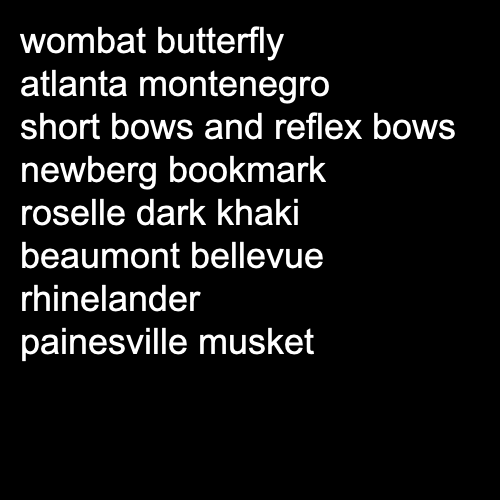 wombat butterfly
atlanta montenegro
short bows and reflex bows
newberg bookmark
roselle dark khaki
beaumont bellevue
rhinelander
painesville musket